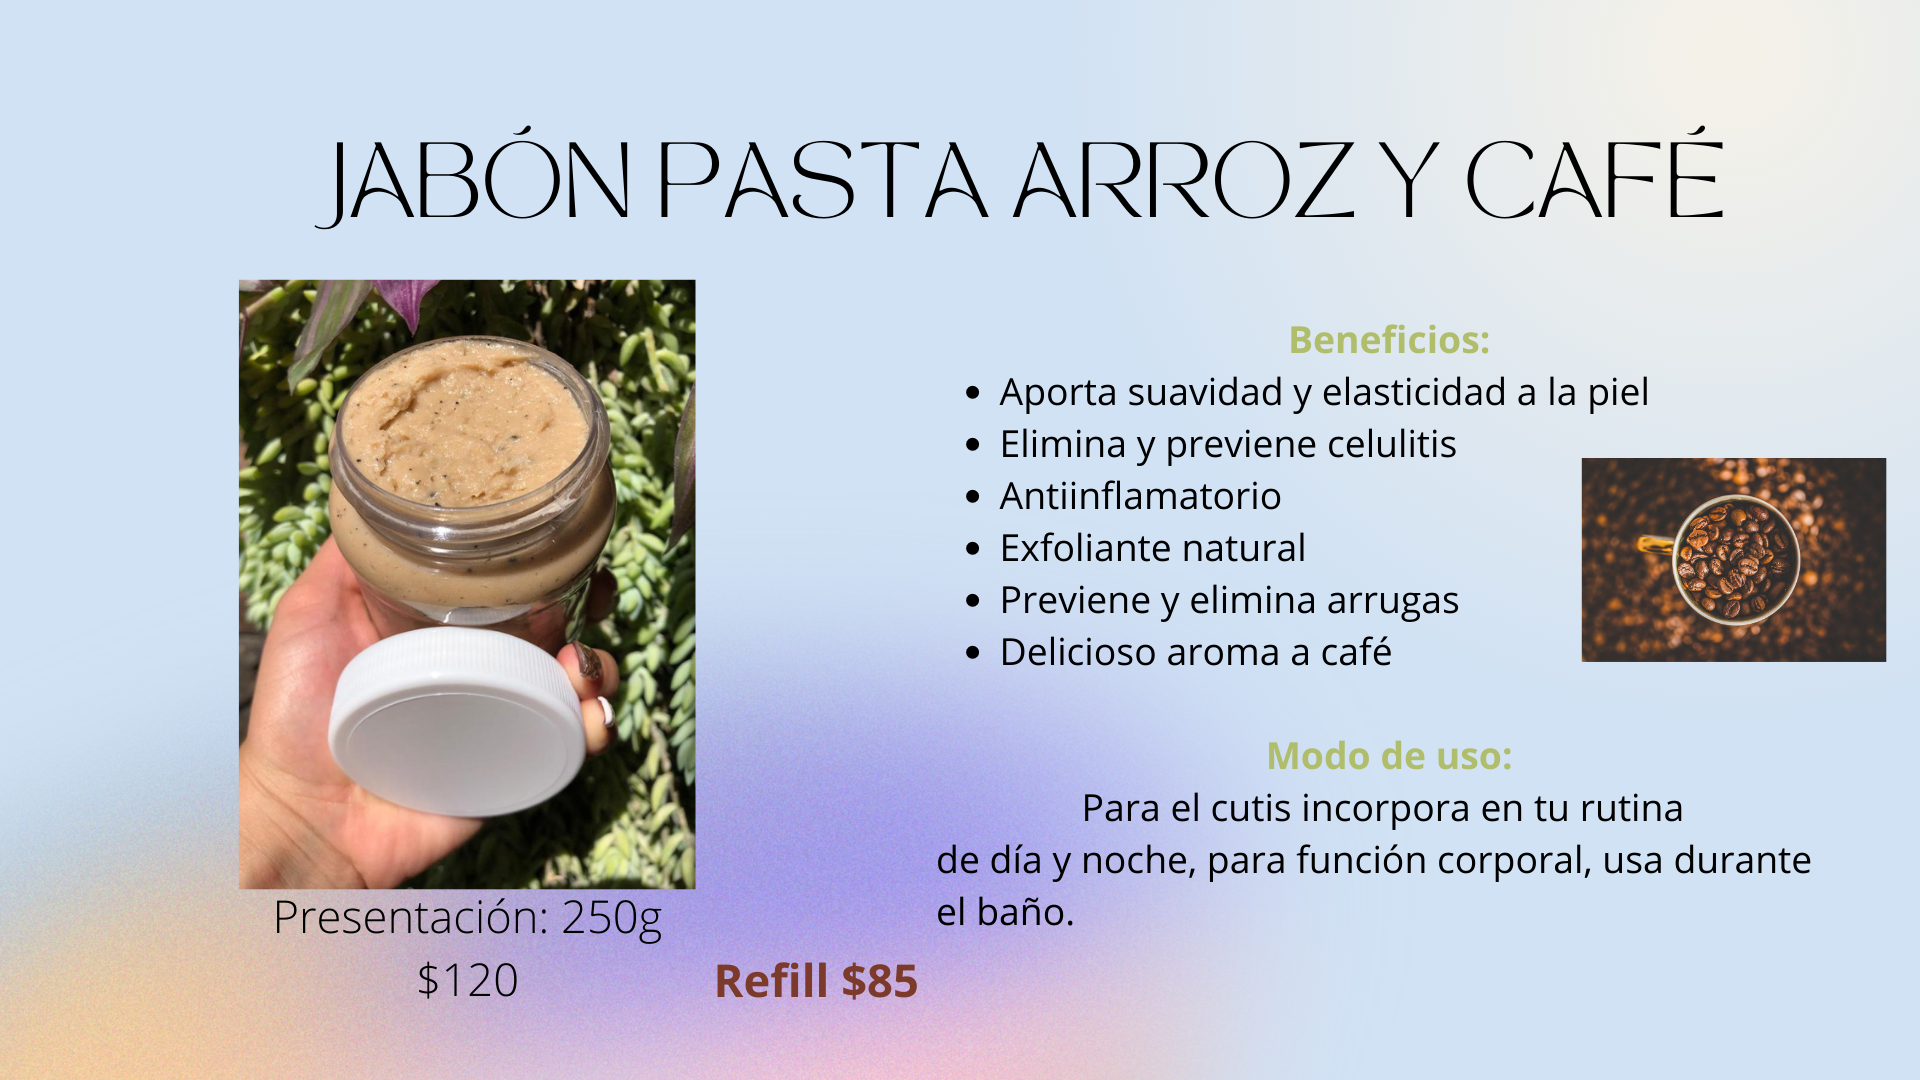 JABÓN PASTA ARROZ Y CAFÉ
Beneficios:
• Aporta suavidad y elasticidad a la piel
• Elimina y previene celulitis
• Antiinflamatorio
• Exfoliante natural
• Previene y elimina arrugas
• Delicioso aroma a café
Modo de uso:
Para el cutis incorpora en tu rutina
de día y noche, para función corporal, usa durante
el baño.
Presentación: 250g
$120
Refill $85